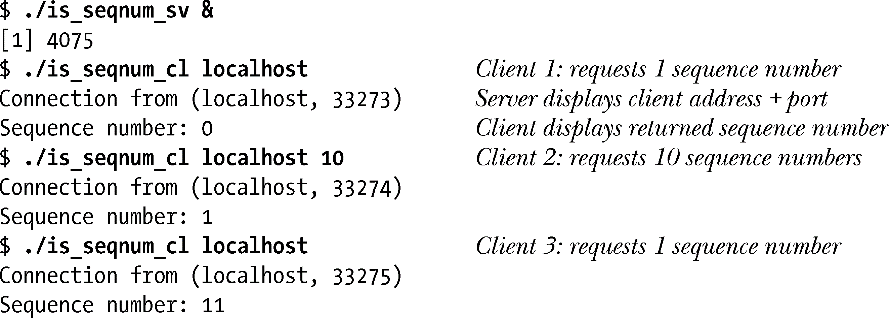 $ ./is_seqnum_sv &
[1] 4075
$ ./is_seqnum_cl localhost Client 1: requests 1 sequence number
Connection from (localhost, 33273) Server displays client address + port
Sequence number: 0 Client displays returned sequence number
$ ./is_seqnum_cl localhost 10 Client 2: requests 10 sequence numbers
Connection from (localhost, 33274)
Sequence number: 1
$ ./is_seqnum_cl localhost Client 3: requests 1 sequence number
Connection from (localhost, 33275)
Sequence number: 11